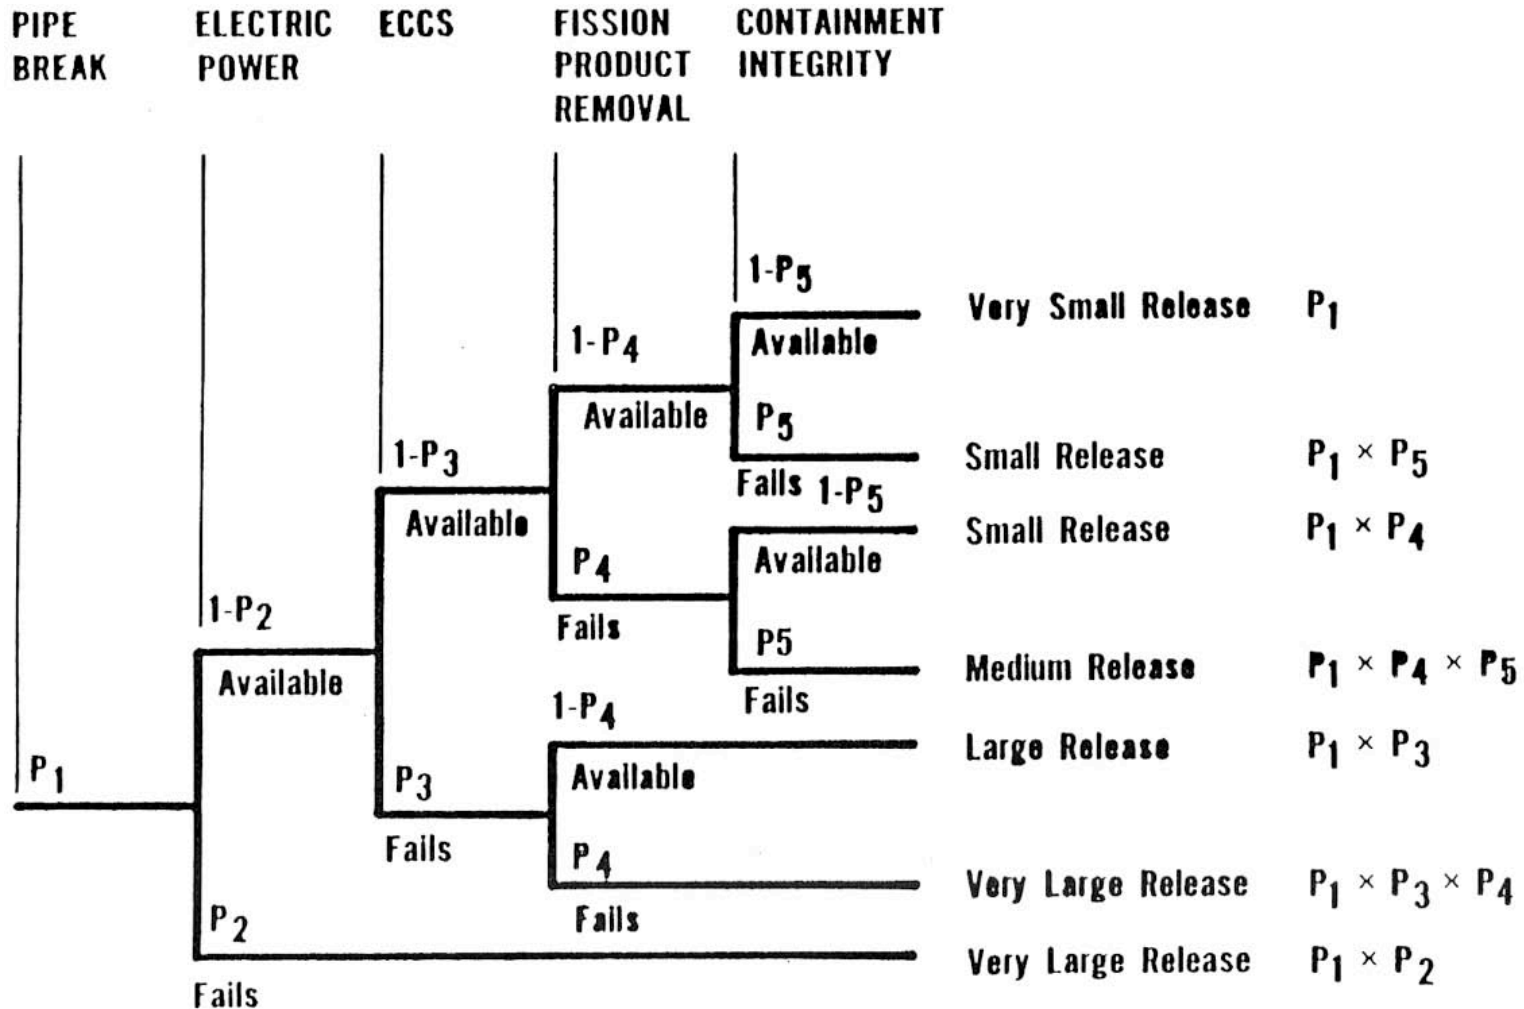 PIPE
BREAK
ELECTRIC
POWER
ECCS
FISSION
PRODUCT
REMOVAL
CONTAINMENT
INTEGRITY
1-P5
Very Small Release P1
Available
1-P4
Available
P5
Fails
Small Release P1 × P5
1-P3
Available
1-P5
Small Release P1 × P4
Available
P4
Fails
P5
Fails
Medium Release P1 × P4 × P5
1-P2
Available
1-P4
Large Release P1 × P3
Available
P1
P3
Fails
P4
Fails
Very Large Release P1 × P3 × P4
P2
Fails
Very Large Release P1 × P2